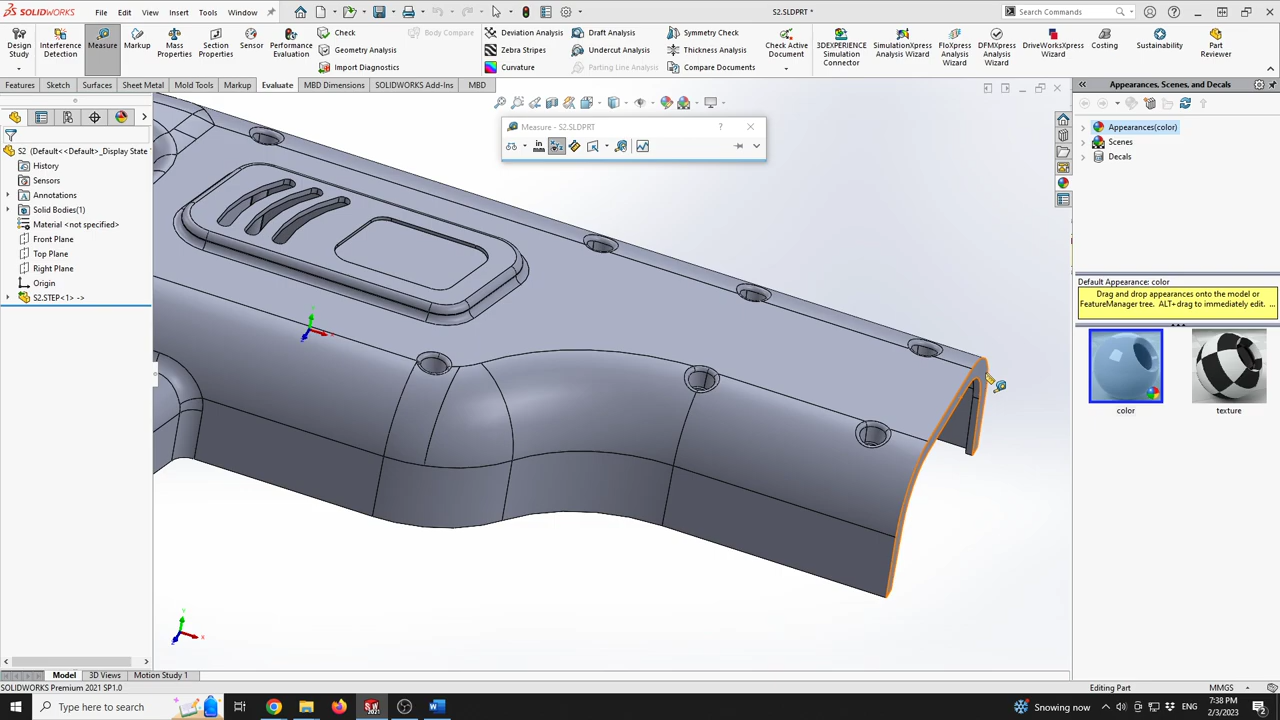 SOLIDWORKS
File Edit View Insert Tools Window
S2.SLDPRT *
Search Commands
Design Study
Interference Detection
Measure
Markup
Mass Properties
Section Properties
Sensor
Performance Evaluation
Check
Geometry Analysis
Import Diagnostics
Body Compare
Deviation Analysis
Zebra Stripes
Curvature
Draft Analysis
Undercut Analysis
Parting Line Analysis
Symmetry Check
Thickness Analysis
Compare Documents
Check Active Document
3DEXPERIENCE Simulation Connector
SimulationXpress Analysis Wizard
FloXpress Analysis Wizard
DFMXpress Analysis Wizard
DriveWorksXpress Wizard
Costing
Sustainability
Part Reviewer
Features Sketch Surfaces Sheet Metal Mold Tools Markup Evaluate MBD Dimensions SOLIDWORKS Add-Ins MBD
Appearances, Scenes, and Decals
Measure - S2.SLDPRT
in
Appearances(color)
Scenes
Decals
S2 (Default<<Default>_Display State
History
Sensors
Annotations
Solid Bodies(1)
Material <not specified>
Front Plane
Top Plane
Right Plane
Origin
S2.STEP<1> ->
Default Appearance: color
Drag and drop appearances onto the model or
FeatureManager tree. ALT+drag to immediately edit. ...
color
texture
Y
X
Model 3D Views Motion Study 1
SOLIDWORKS Premium 2021 SP1.0
Editing Part
MMGS
Type here to search
Snowing now
7:38 PM
2/3/2023